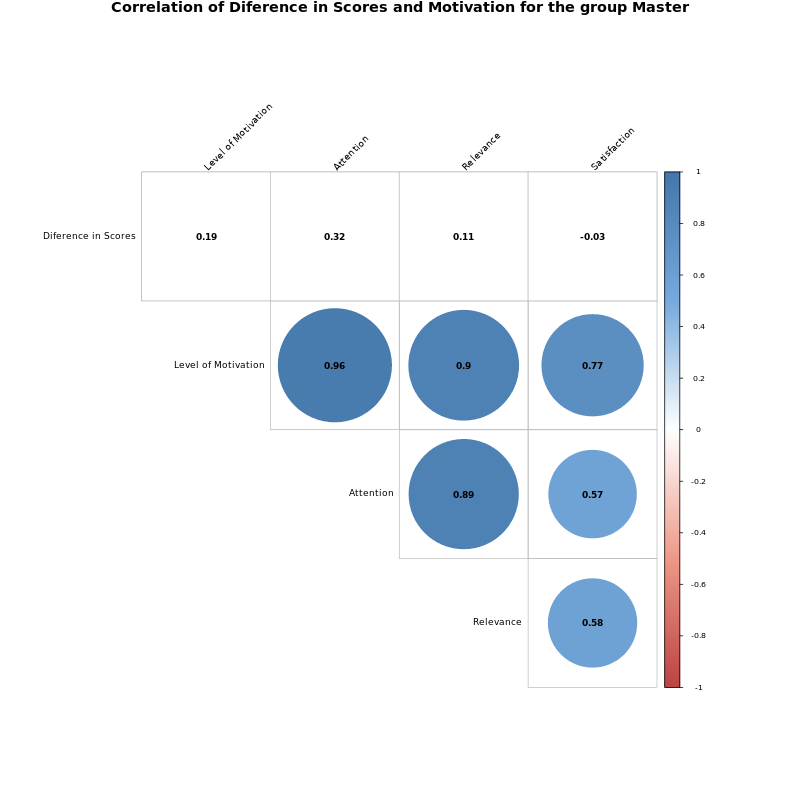 Correlation of Diference in Scores and Motivation for the group Master
Level of Motivation
Attention
Relevance
Satisfaction
Diference in Scores
0.19
0.32
0.11
-0.03
Level of Motivation
0.96
0.9
0.77
Attention
0.89
0.57
Relevance
0.58
1
0.8
0.6
0.4
0.2
0
-0.2
-0.4
-0.6
-0.8
-1